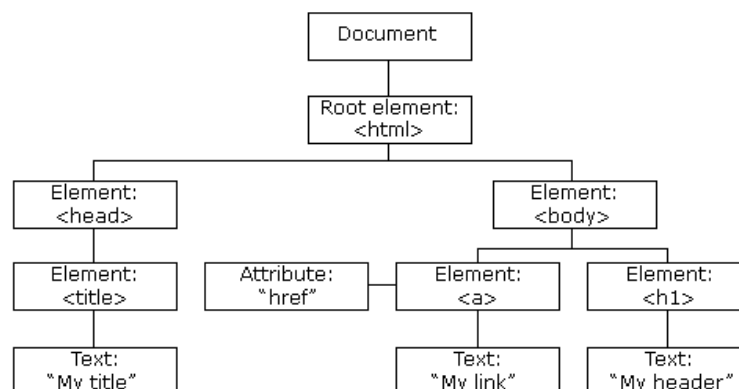 Document
Root element:
<html>
Element:
<head>
Element:
<body>
Element:
<title>
Attribute:
“href”
Element:
<a>
Element:
<h1>
Text:
“My title”
Text:
“My link”
Text:
“My header”